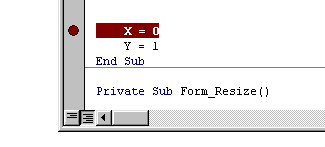 X = 0
Y = 1
End Sub
Private Sub Form_Resize()